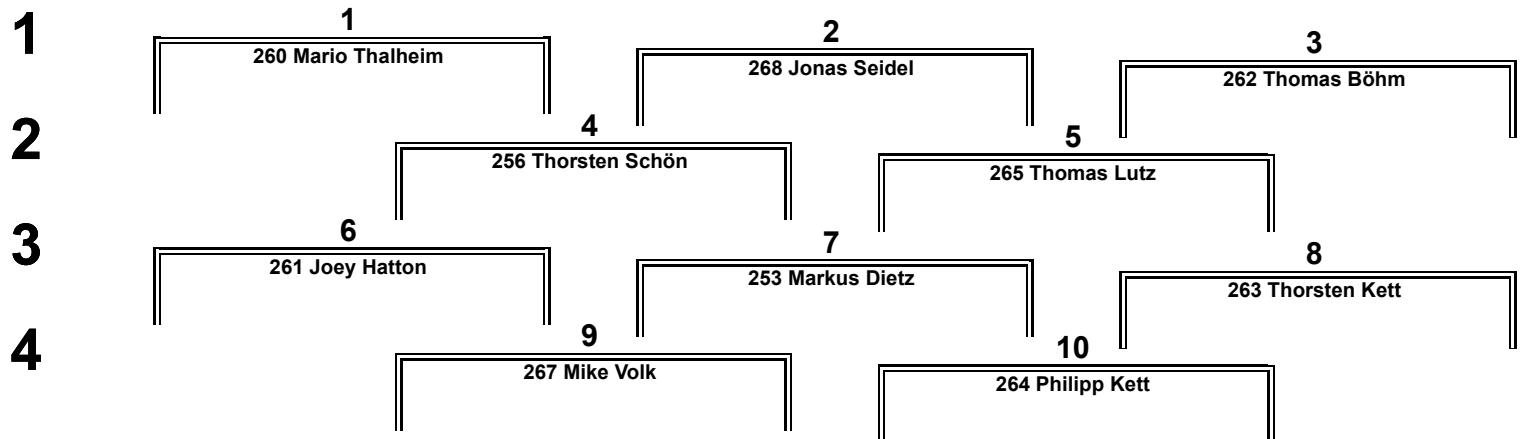 1
1
260 Mario Thalheim
2
268 Jonas Seidel
3
262 Thomas Böhm
2
4
256 Thorsten Schön
5
265 Thomas Lutz
3
6
261 Joey Hatton
7
253 Markus Dietz
8
263 Thorsten Kett
4
9
267 Mike Volk
10
264 Philipp Kett